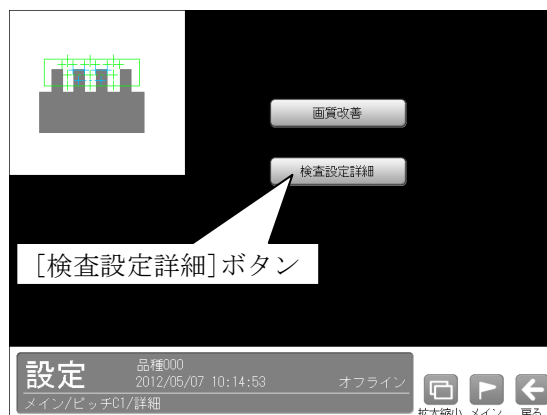 画質改善
検査設定詳細
[検査設定詳細]ボタン
設定
品種000
2012/05/07 10:14:53
オフライン
メイン/ピッチC1/詳細
拡大縮小 メイン 戻る